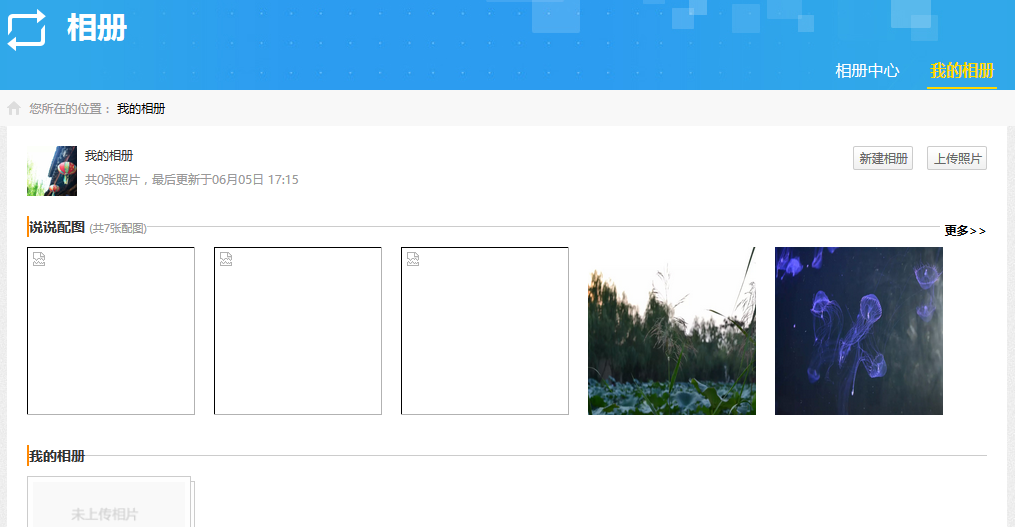 相册
相册中心 我的相册
您所在的位置： 我的相册
我的相册
共0张照片，最后更新于06月05日 17:15
新建相册 上传照片
说说配图 (共7张配图)
更多>>
我的相册
未上传相片